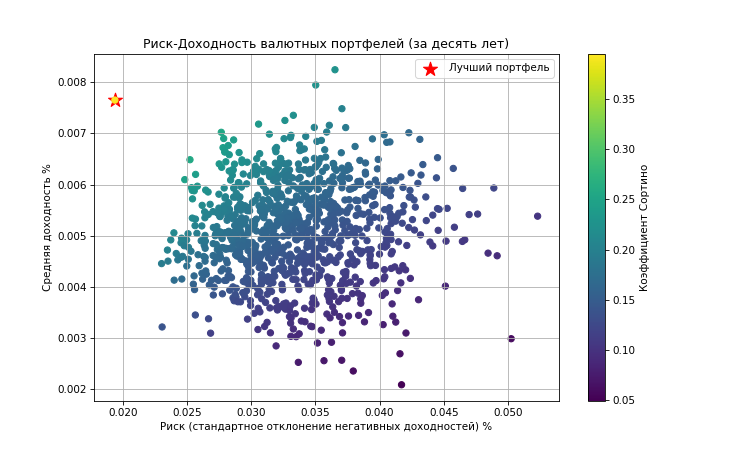 Риск-Доходность валютных портфелей (за десять лет)
Лучший портфель
Средняя доходность %
0.008
0.007
0.006
0.005
0.004
0.003
0.002
0.020 0.025 0.030 0.035 0.040 0.045 0.050
Риск (стандартное отклонение негативных доходностей) %
0.35
0.30
0.25
0.20
0.15
0.10
0.05
Коэффициент Сортино